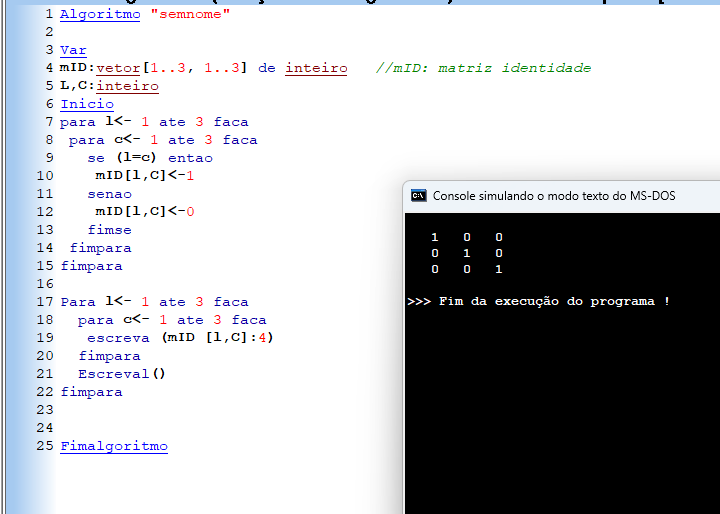 1 Algoritmo "semnome"
2
3 Var
4 mID:vetor[1..3, 1..3] de inteiro //mID: matriz identidade
5 L,C:inteiro
6 Inicio
7 para l<- 1 ate 3 faca
8 para c<- 1 ate 3 faca
9 se (l=c) entao
10 mID[l,C]<-1
11 senao
12 mID[l,C]<-0
13 fimse
14 fimpara
15 fimpara
16
17 Para l<- 1 ate 3 faca
18 para c<- 1 ate 3 faca
19 escreva (mID [l,C]:4)
20 fimpara
21 Escreval()
22 fimpara
23
24
25 Fimalgoritmo
C:\ Console simulando o modo texto do MS-DOS
1 0 0
0 1 0
0 0 1
>>> Fim da execução do programa !